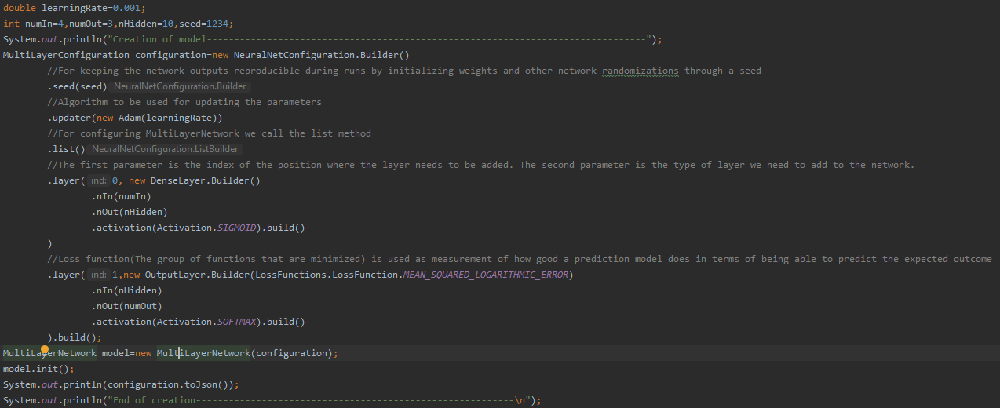 double learningRate=0.001;
int numIn=4,numOut=3,nHidden=10,seed=1234;
System.out.println("Creation of model-----------------------------------------------------------------------------------");
MultiLayerConfiguration configuration=new NeuralNetConfiguration.Builder()
//For keeping the network outputs reproducible during runs by initializing weights and other network randomizations through a seed
.seed(seed) NeuralNetConfiguration.Builder
//Algorithm to be used for updating the parameters
.updater(new Adam(learningRate))
//For configuring MultiLayerNetwork we call the list method
.list() NeuralNetConfiguration.ListBuilder
//The first parameter is the index of the position where the layer needs to be added. The second parameter is the type of layer we need to add to the network.
.layer( ind: 0, new DenseLayer.Builder()
.nIn(numIn)
.nOut(nHidden)
.activation(Activation.SIGMOID).build()
)
//Loss function(The group of functions that are minimized) is used as measurement of how good a prediction model does in terms of being able to predict the expected outcome
.layer( ind: 1,new OutputLayer.Builder(LossFunctions.LossFunction.MEAN_SQUARED_LOGARITHMIC_ERROR)
.nIn(nHidden)
.nOut(numOut)
.activation(Activation.SOFTMAX).build()
).build();
MultiLayerNetwork model=new MultiLayerNetwork(configuration);
model.init();
System.out.println(configuration.toJson());
System.out.println("End of creation------------------------------------------------------------\n");